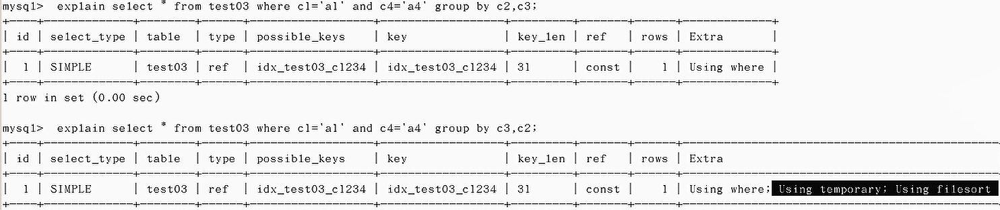 mysql>  explain select * from test03 where c1='a1' and c4='a4' group by c2,c3;
+----+-------------+--------+------+------------------+------------------+---------+-------+------+-------------+
| id | select_type | table  | type | possible_keys    | key              | key_len | ref   | rows | Extra       |
+----+-------------+--------+------+------------------+------------------+---------+-------+------+-------------+
|  1 | SIMPLE      | test03 | ref  | idx_test03_c1234 | idx_test03_c1234 | 31      | const |    1 | Using where |
+----+-------------+--------+------+------------------+------------------+---------+-------+------+-------------+
1 row in set (0.00 sec)
mysql>  explain select * from test03 where c1='a1' and c4='a4' group by c3,c2;
+----+-------------+--------+------+------------------+------------------+---------+-------+------+----------------------------------------------
| id | select_type | table  | type | possible_keys    | key              | key_len | ref   | rows | Extra
+----+-------------+--------+------+------------------+------------------+---------+-------+------+----------------------------------------------
|  1 | SIMPLE      | test03 | ref  | idx_test03_c1234 | idx_test03_c1234 | 31      | const |    1 | Using where; Using temporary; Using filesort
+----+-------------+--------+------+------------------+------------------+---------+-------+------+----------------------------------------------